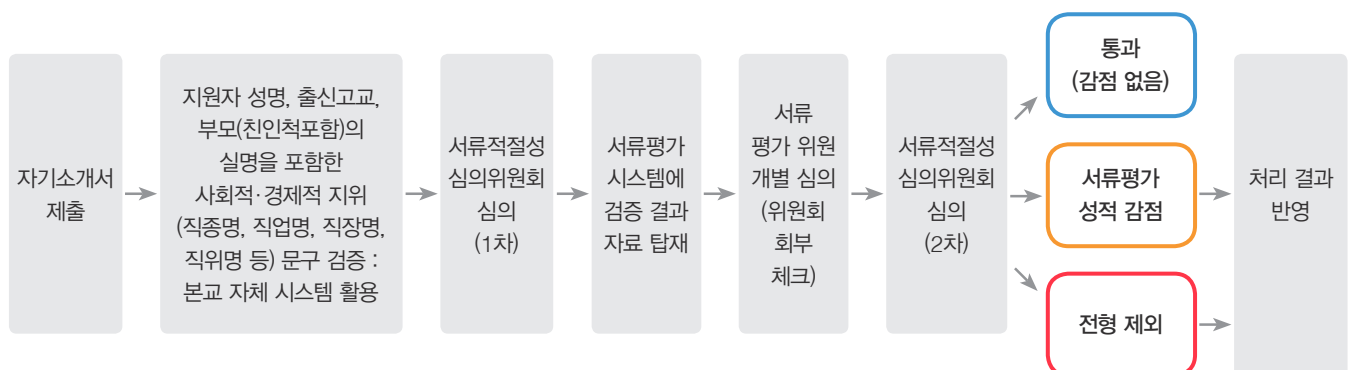 자기소개서
제출
지원자 성명, 출신고교,
부모(친인척포함)의
실명을 포함한
사회적·경제적 지위
(직종명, 직업명, 직장명,
직위명 등) 문구 검증 :
본교 자체 시스템 활용
서류적절성
심의위원회
심의
(1차)
서류평가
시스템에
검증 결과
자료 탑재
서류
평가 위원
개별 심의
(위원회
회부
체크)
서류적절성
심의위원회
심의
(2차)
통과
(감점 없음)
서류평가
성적 감점
전형 제외
처리 결과
반영